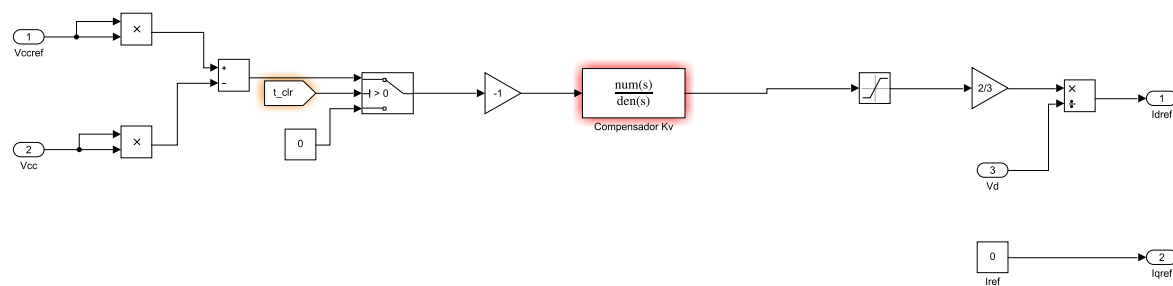 1
Vccref
×
+
−
t_clr
> 0
0
-1
num(s)
den(s)
Compensador Kv
2/3
×
÷
1
Idref
2
Vcc
×
3
Vd
0
Iref
2
Iqref